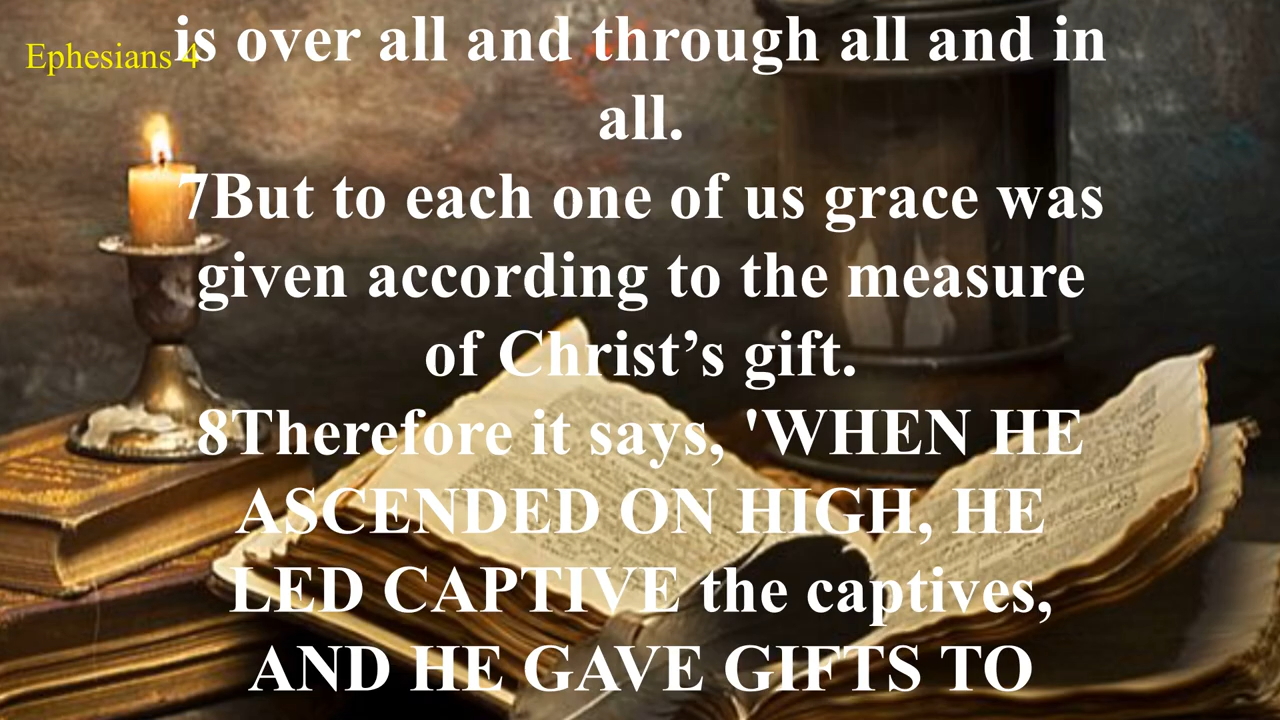 Ephesians 4
is over all and through all and in
all.
7But to each one of us grace was
given according to the measure
of Christ’s gift.
8Therefore it says, 'WHEN HE
ASCENDED ON HIGH, HE
LED CAPTIVE the captives,
AND HE GAVE GIFTS TO